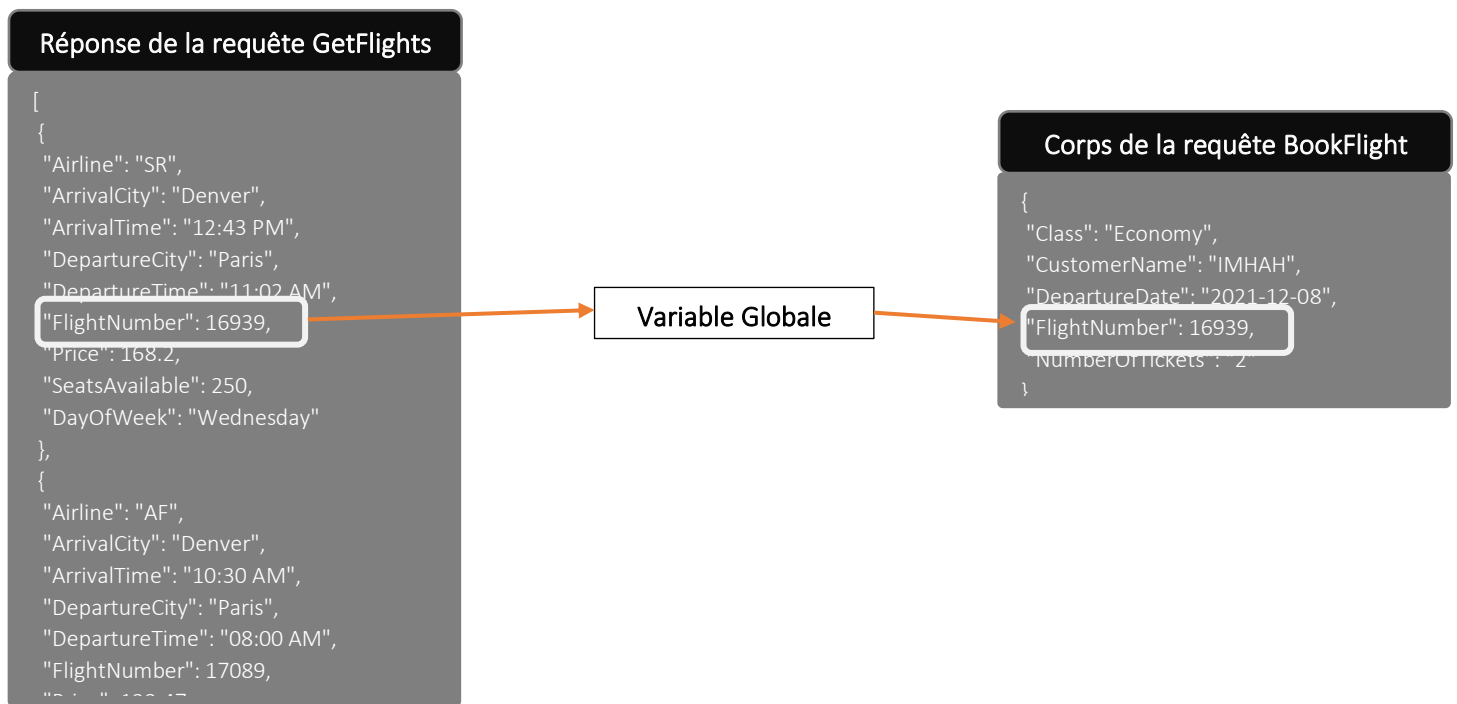 Réponse de la requête GetFlights
[
{
"Airline": "SR",
"ArrivalCity": "Denver",
"ArrivalTime": "12:43 PM",
"DepartureCity": "Paris",
"DepartureTime": "11:02 AM",
"FlightNumber": 16939,
"Price": 168.2,
"SeatsAvailable": 250,
"DayOfWeek": "Wednesday"
},
{
"Airline": "AF",
"ArrivalCity": "Denver",
"ArrivalTime": "10:30 AM",
"DepartureCity": "Paris",
"DepartureTime": "08:00 AM",
"FlightNumber": 17089,
Variable Globale
Corps de la requête BookFlight
{
"Class": "Economy",
"CustomerName": "IMHAH",
"DepartureDate": "2021-12-08",
"FlightNumber": 16939,
"NumberOfTickets": "2"
}